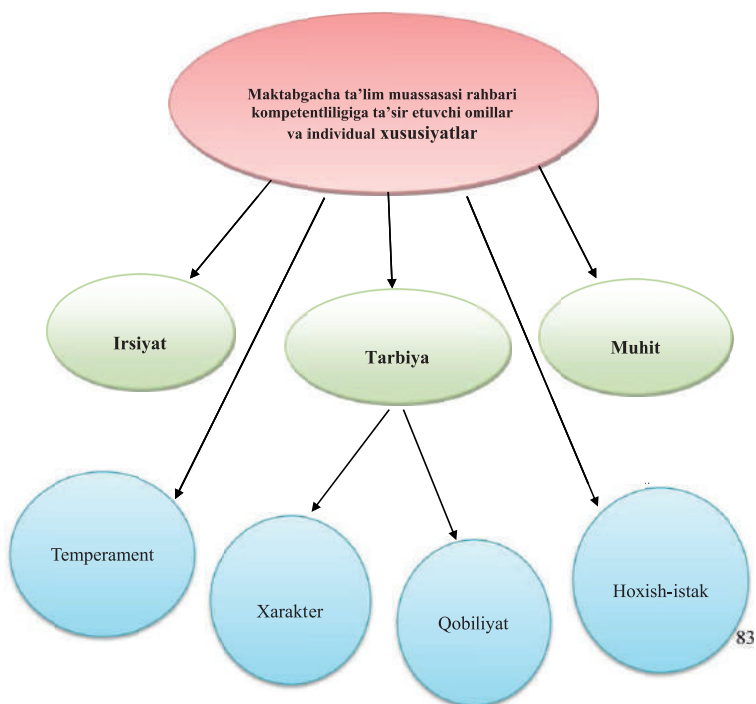 Maktabgacha ta’lim muassasasi rahbari
kompetentliligiga ta’sir etuvchi omillar
va individual xususiyatlar
Irsiyat
Tarbiya
Muhit
Temperament
Xarakter
Qobiliyat
Hoxish-istak
83